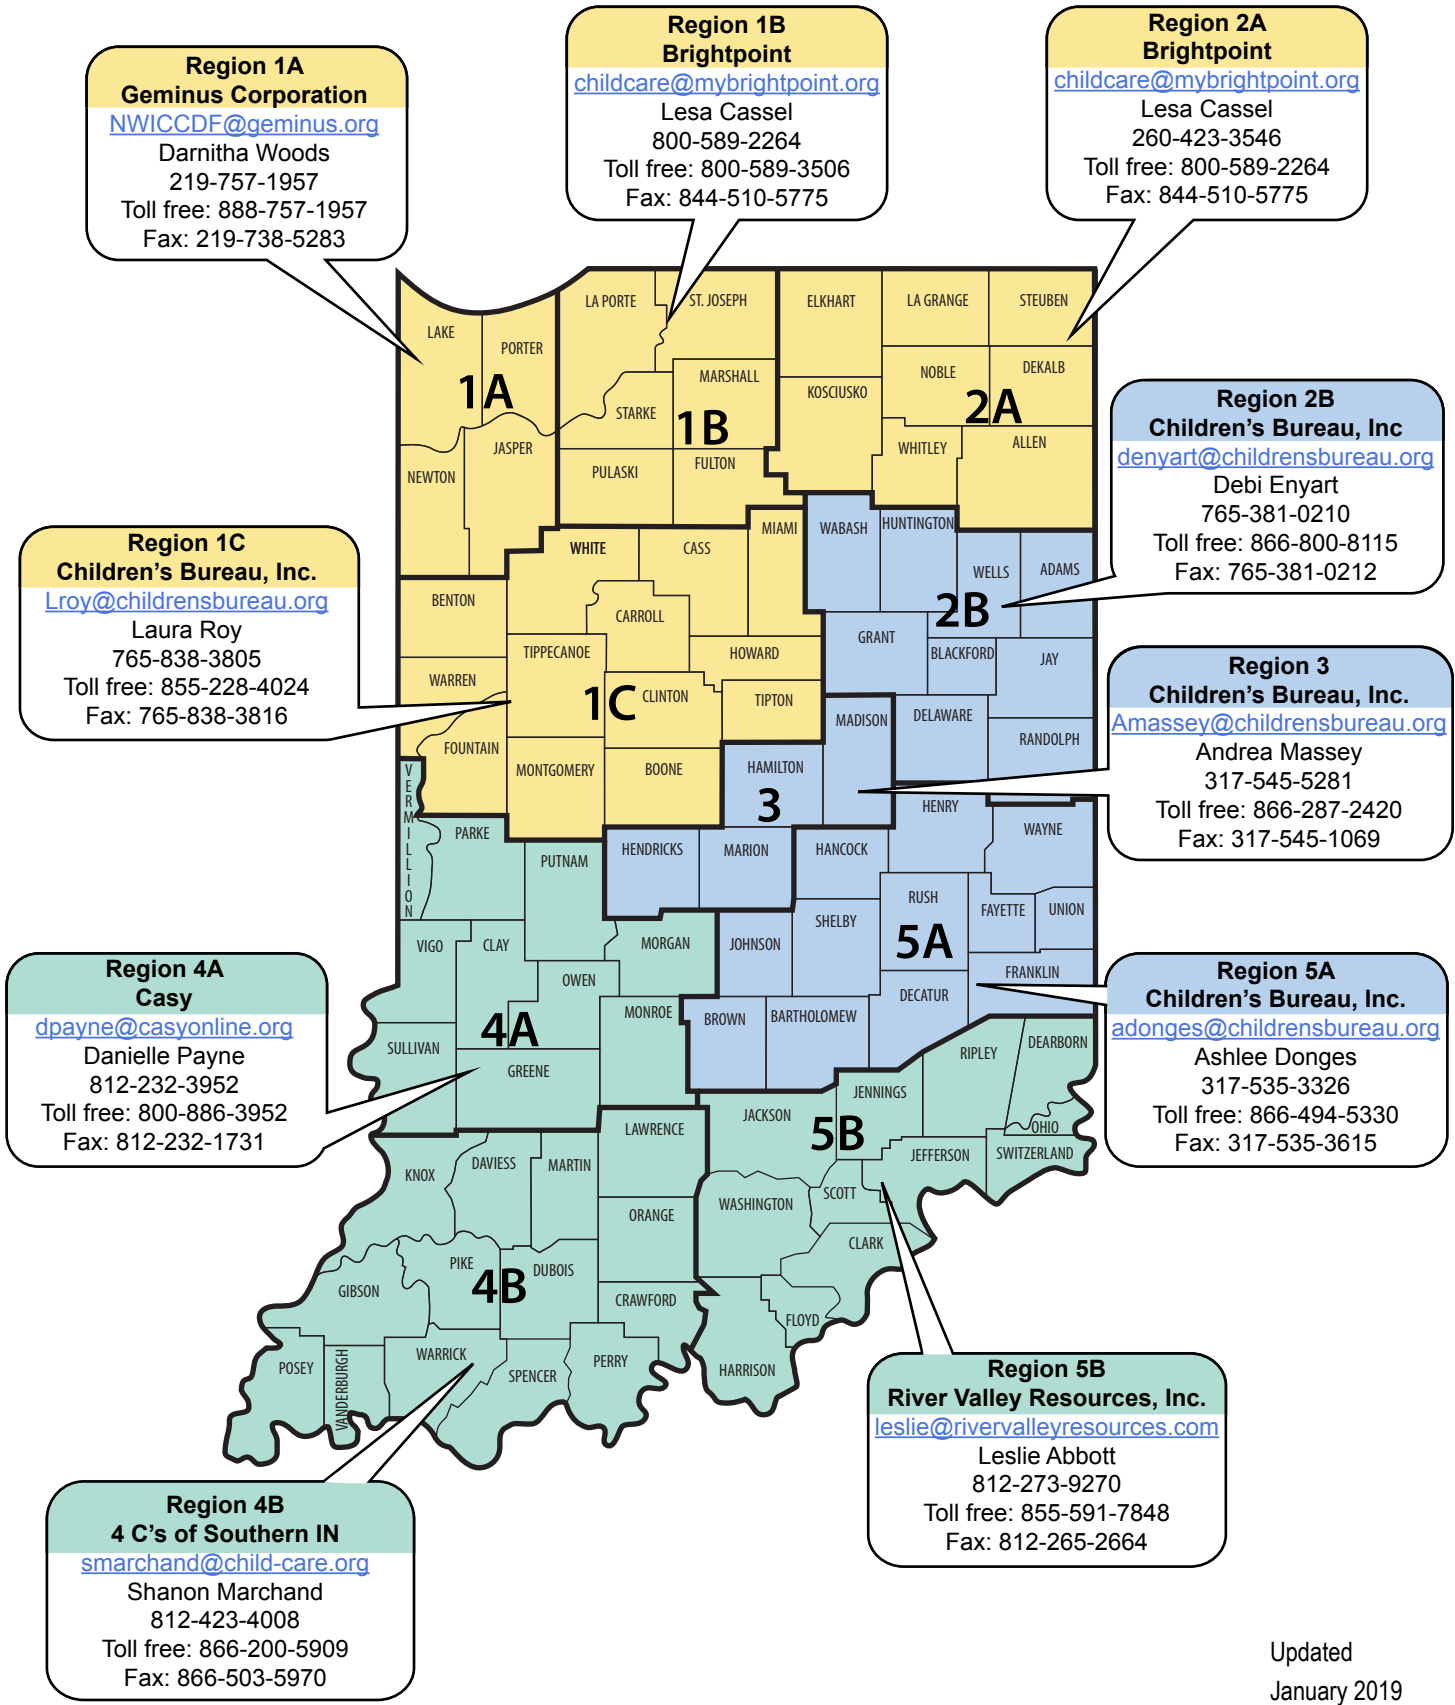 Region 1A
Geminus Corporation
NWICCDF@geminus.org
Darnitha Woods
219-757-1957
Toll free: 888-757-1957
Fax: 219-738-5283
Region 1B
Brightpoint
childcare@mybrightpoint.org
Lesa Cassel
800-589-2264
Toll free: 800-589-3506
Fax: 844-510-5775
Region 2A
Brightpoint
childcare@mybrightpoint.org
Lesa Cassel
260-423-3546
Toll free: 800-589-2264
Fax: 844-510-5775
Region 2B
Children's Bureau, Inc
denyart@childrensbureau.org
Debi Enyart
765-381-0210
Toll free: 866-800-8115
Fax: 765-381-0212
Region 1C
Children's Bureau, Inc.
Lroy@childrensbureau.org
Laura Roy
765-838-3805
Toll free: 855-228-4024
Fax: 765-838-3816
Region 3
Children's Bureau, Inc.
Amassey@childrensbureau.org
Andrea Massey
317-545-5281
Toll free: 866-287-2420
Fax: 317-545-1069
Region 4A
Casy
dpayne@casyonline.org
Danielle Payne
812-232-3952
Toll free: 800-886-3952
Fax: 812-232-1731
Region 5A
Children's Bureau, Inc.
adonges@childrensbureau.org
Ashlee Donges
317-535-3326
Toll free: 866-494-5330
Fax: 317-535-3615
Region 5B
River Valley Resources, Inc.
leslie@rivervalleyresources.com
Leslie Abbott
812-273-9270
Toll free: 855-591-7848
Fax: 812-265-2664
Region 4B
4 C's of Southern IN
smarchand@child-care.org
Shanon Marchand
812-423-4008
Toll free: 866-200-5909
Fax: 866-503-5970
LAKE
PORTER
1A
JASPER
NEWTON
LA PORTE
ST. JOSEPH
MARSHALL
STARKE
1B
PULASKI
FULTON
ELKHART
LA GRANGE
STEUBEN
NOBLE
DEKALB
KOSCIUSKO
2A
WHITLEY
ALLEN
WHITE
CASS
MIAMI
BENTON
CARROLL
TIPPECANOE
HOWARD
WARREN
1C
CLINTON
TIPTON
FOUNTAIN
MONTGOMERY
BOONE
WABASH
HUNTINGTON
WELLS
ADAMS
2B
GRANT
BLACKFORD
JAY
DELAWARE
RANDOLPH
MADISON
HAMILTON
3
HENDRICKS
MARION
HENRY
WAYNE
HANCOCK
RUSH
FAYETTE
UNION
SHELBY
JOHNSON
5A
FRANKLIN
DECATUR
BROWN
BARTHOLOMEW
VERMILLION
PARKE
PUTNAM
VIGO
CLAY
MORGAN
OWEN
MONROE
4A
SULLIVAN
GREENE
KNOX
DAVIESS
MARTIN
LAWRENCE
ORANGE
PIKE
DUBOIS
4B
GIBSON
CRAWFORD
POSEY
VANDERBURGH
WARRICK
SPENCER
PERRY
RIPLEY
DEARBORN
JENNINGS
JACKSON
5B
OHIO
JEFFERSON
SWITZERLAND
WASHINGTON
SCOTT
CLARK
FLOYD
HARRISON
Updated
January 2019